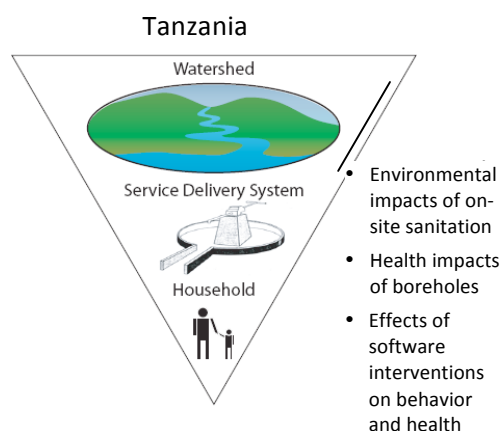 Tanzania
Watershed
Service Delivery System
Household
• Environmental
impacts of on-
site sanitation
• Health impacts
of boreholes
• Effects of
software
interventions
on behavior
and health